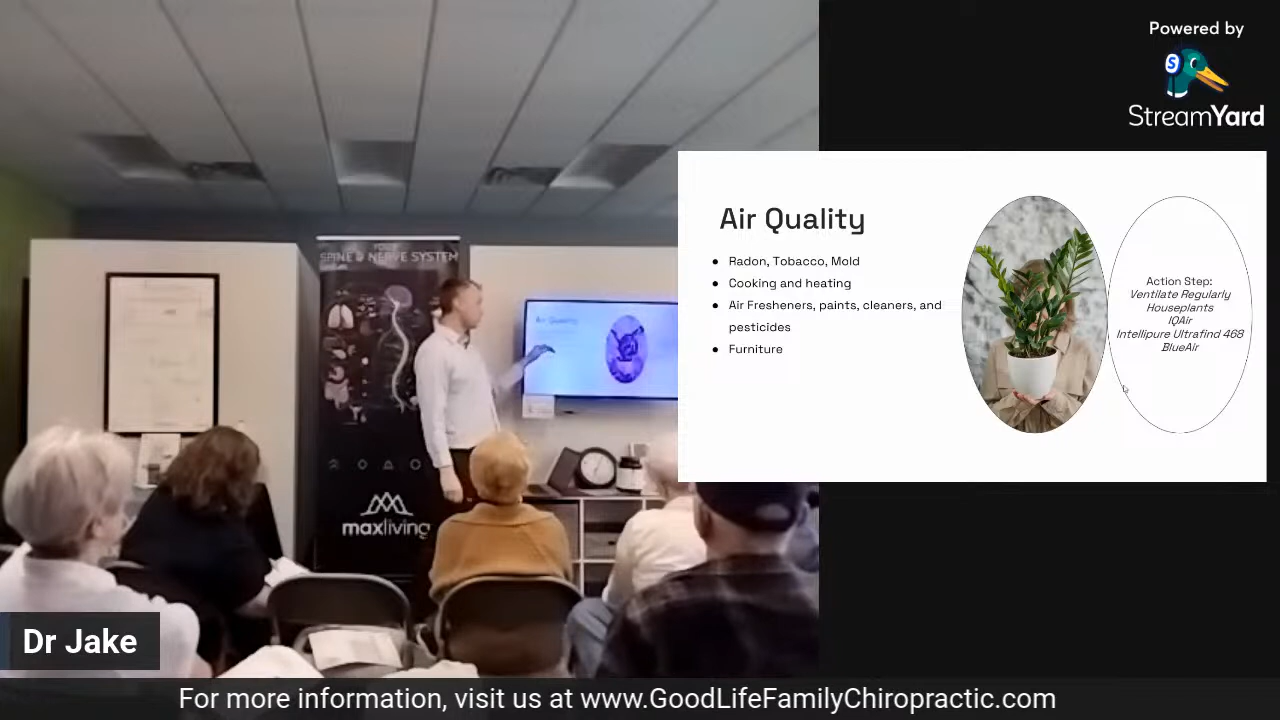 Powered by
StreamYard
Air Quality
Radon, Tobacco, Mold
Cooking and heating
Air Fresheners, paints, cleaners, and
pesticides
Furniture
Action Step:
Ventilate Regularly
Houseplants
IQAir
Intellipure Ultrafind 468
BlueAir
SPINE & NERVE SYSTEM
Air Quality
maxliving
Dr Jake
For more information, visit us at www.GoodLifeFamilyChiropractic.com